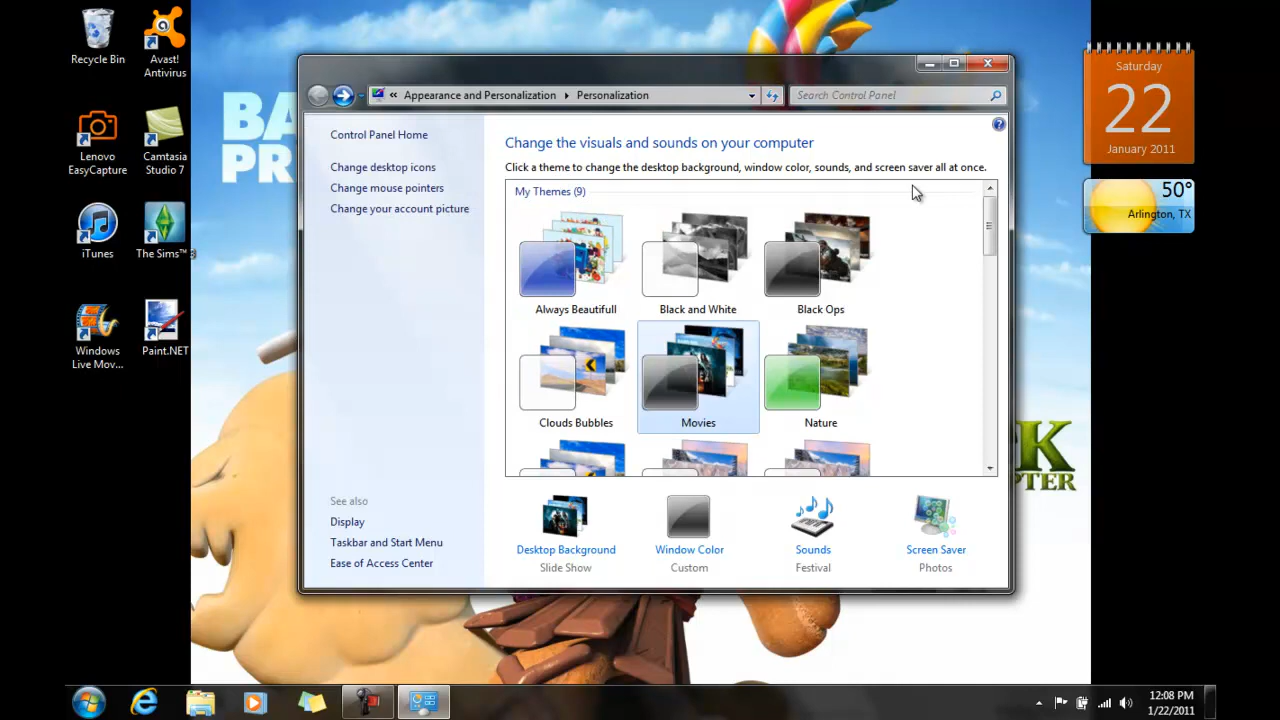 Recycle Bin
Avast!
Antivirus
Lenovo
EasyCapture
Camtasia
Studio 7
iTunes
The Sims™ 3
Windows
Live Mov...
Paint.NET
BA
PR
Appearance and Personalization
Personalization
Search Control Panel
Control Panel Home
Change desktop icons
Change mouse pointers
Change your account picture
See also
Display
Taskbar and Start Menu
Ease of Access Center
Change the visuals and sounds on your computer
Click a theme to change the desktop background, window color, sounds, and screen saver all at once.
My Themes (9)
Always Beautifull
Black and White
Black Ops
Clouds Bubbles
Movies
Nature
Desktop Background
Slide Show
Window Color
Custom
Sounds
Festival
Screen Saver
Photos
Saturday
22
January 2011
50°
Arlington, TX
K
PTER
12:08 PM
1/22/2011